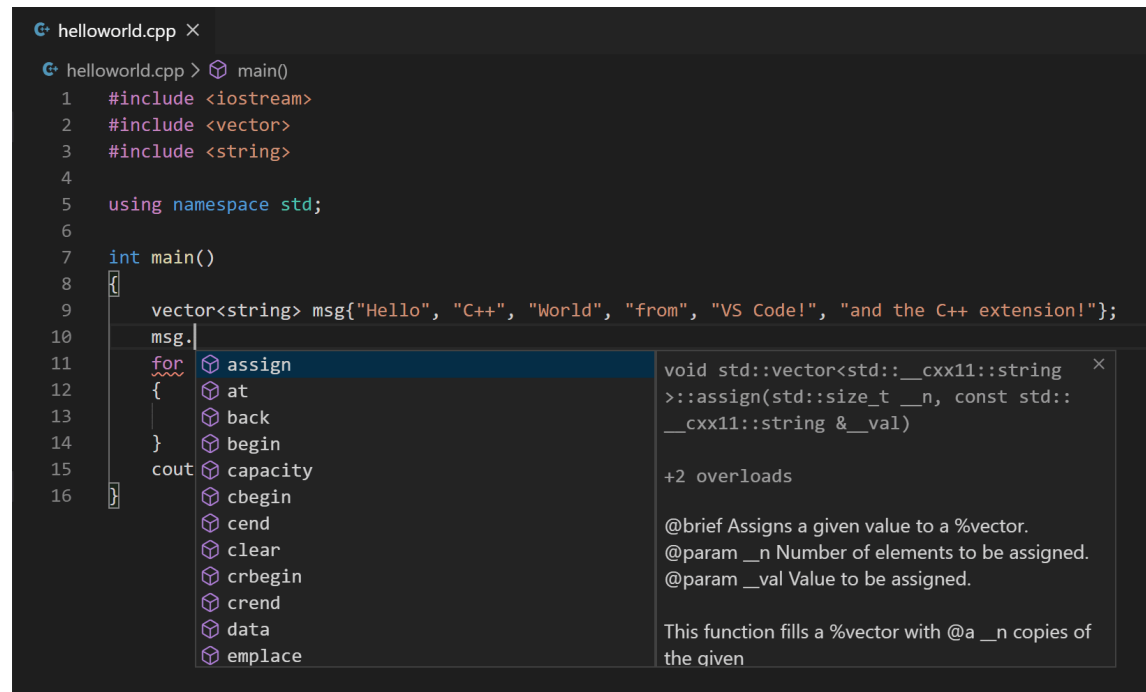 helloworld.cpp ×
helloworld.cpp > main()
1 #include <iostream>
2 #include <vector>
3 #include <string>
4
5 using namespace std;
6
7 int main()
8 {
9 vector<string> msg{"Hello", "C++", "World", "from", "VS Code!", "and the C++ extension!"};
10 msg.
11 for
12 {
13
14 }
15 cout
16 }
assign
at
back
begin
capacity
cbegin
cend
clear
crbegin
crend
data
emplace
void std::vector<std::__cxx11::string
>::assign(std::size_t __n, const std::
__cxx11::string &__val)
+2 overloads
@brief Assigns a given value to a %vector.
@param __n Number of elements to be assigned.
@param __val Value to be assigned.
This function fills a %vector with @a __n copies of
the given